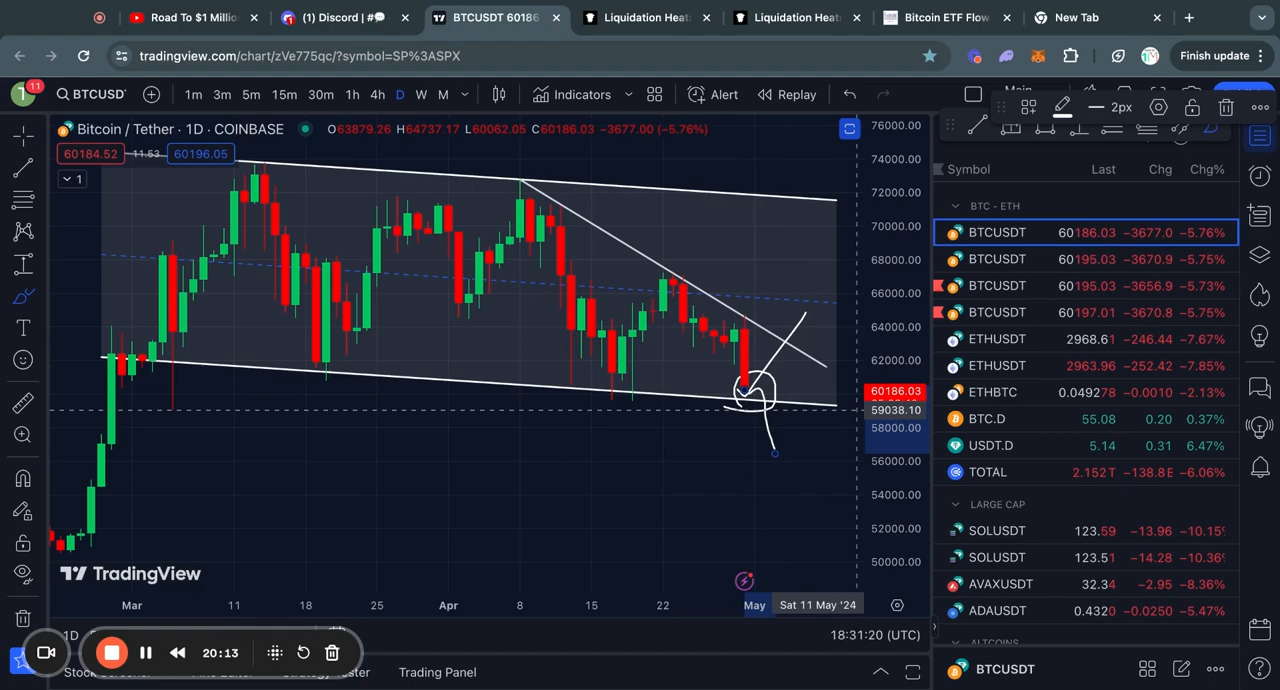 Road To $1 Millio
(1) Discord | #
BTCUSDT 60186
Liquidation Heat
Liquidation Heat
Bitcoin ETF Flow
New Tab
tradingview.com/chart/zVe775qc/?symbol=SP%3ASPX
Finish update
11
BTCUSD
1m 3m 5m 15m 30m 1h 4h D W M
Indicators
Alert
Replay
Main
2px
Bitcoin / Tether · 1D · COINBASE
O63879.26 H64737.17 L60062.05 C60186.03 −3677.00 (−5.76%)
60184.52 11.53 60196.05
1
76000.00
74000.00
72000.00
70000.00
68000.00
66000.00
64000.00
62000.00
60186.03
59038.10
58000.00
56000.00
54000.00
52000.00
50000.00
TradingView
Mar 11 18 25 Apr 8 15 22 May Sat 11 May '24
1D
18:31:20 (UTC)
20:13
Trading Panel
Symbol Last Chg Chg%
BTC - ETH
BTCUSDT 60186.03 −3677.0 −5.76%
BTCUSDT 60195.03 −3670.9 −5.75%
BTCUSDT 60195.03 −3656.9 −5.73%
BTCUSDT 60197.01 −3670.8 −5.75%
ETHUSDT 2968.61 −246.44 −7.67%
ETHUSDT 2963.96 −252.42 −7.85%
ETHBTC 0.049278 −0.0010 −2.13%
BTC.D 55.08 0.20 0.37%
USDT.D 5.14 0.31 6.47%
TOTAL 2.152T −138.8E −6.06%
LARGE CAP
SOLUSDT 123.59 −13.96 −10.15
SOLUSDT 123.51 −14.28 −10.36
AVAXUSDT 32.34 −2.95 −8.36%
ADAUSDT 0.4320 −0.0250 −5.47%
ALTCOINS
BTCUSDT